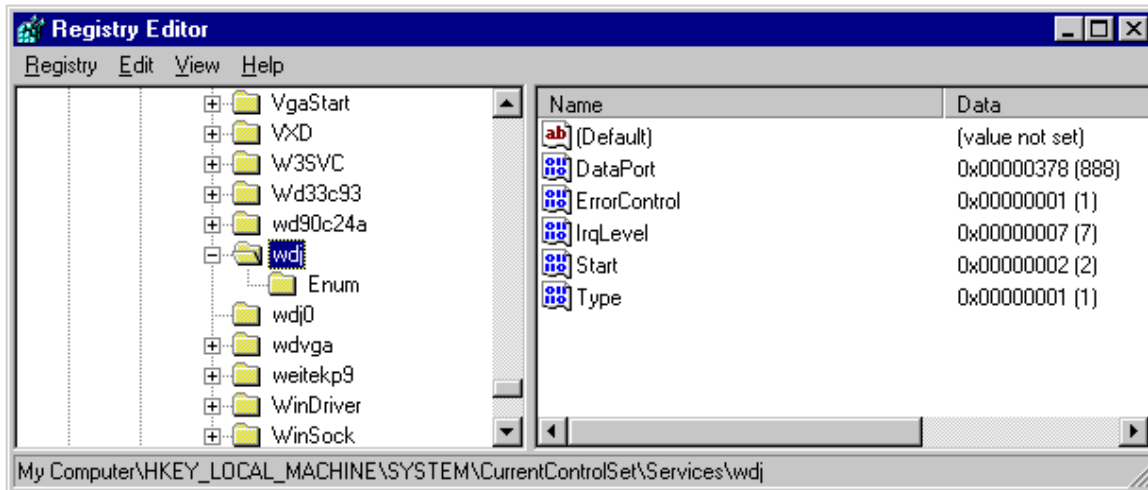 Registry Editor
Registry Edit View Help
VgaStart
VXD
W3SVC
Wd33c93
wd90c24a
wdj
Enum
wdj0
wdvga
weitekp9
WinDriver
WinSock
Name Data
(Default) (value not set)
DataPort 0x00000378 (888)
ErrorControl 0x00000001 (1)
IrqLevel 0x00000007 (7)
Start 0x00000002 (2)
Type 0x00000001 (1)
My Computer\HKEY_LOCAL_MACHINE\SYSTEM\CurrentControlSet\Services\wdj